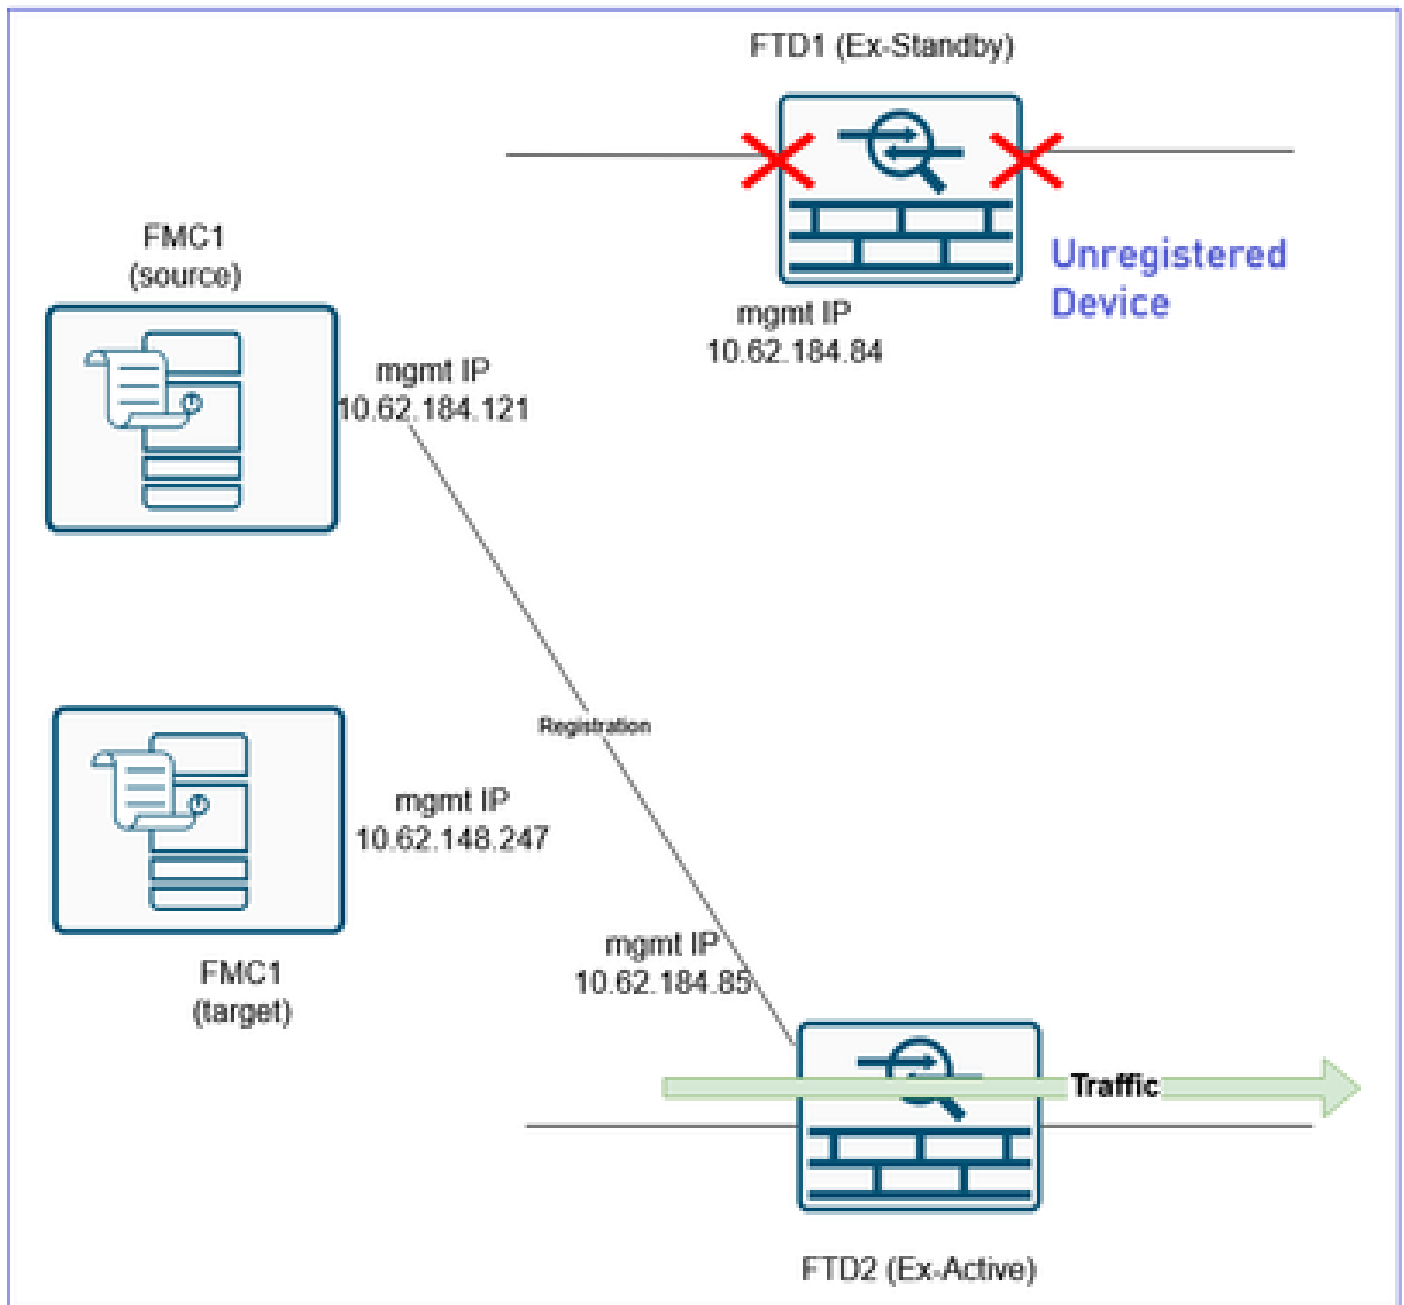 FTD1 (Ex-Standby)
FMC1
(source)
Unregistered
Device
mgmt IP
10.62.184.84
mgmt IP
10.62.184.121
Registration
mgmt IP
10.62.148.247
mgmt IP
10.62.184.85
FMC1
(target)
Traffic
FTD2 (Ex-Active)